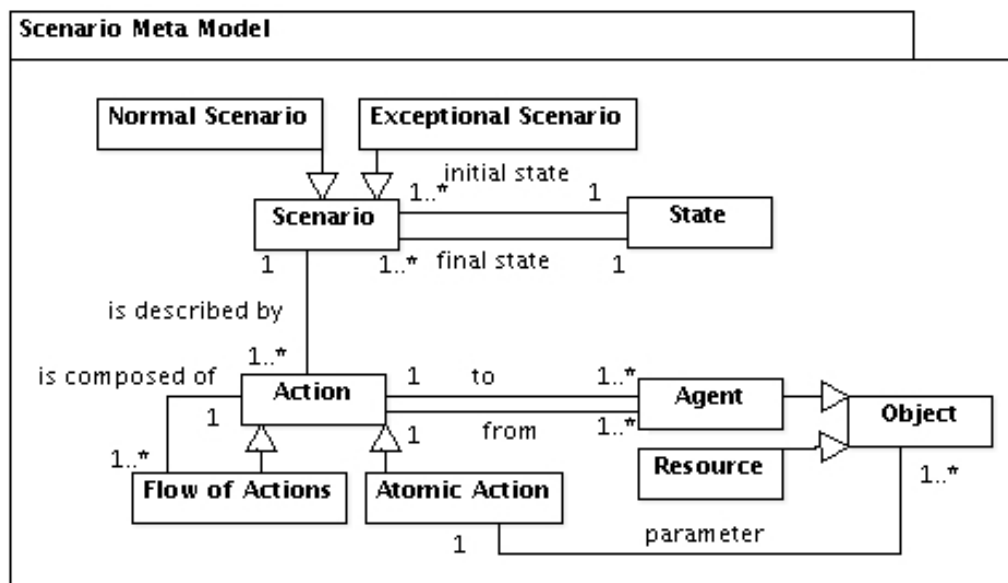 Scenario Meta Model
Normal Scenario
Exceptional Scenario
initial state
1..*
1
Scenario
State
1
1..*
final state
1
is described by
1..*
is composed of
Action
1
to
1..*
Agent
Object
1
1
from
1..*
1..*
Resource
1..*
Flow of Actions
Atomic Action
1
parameter